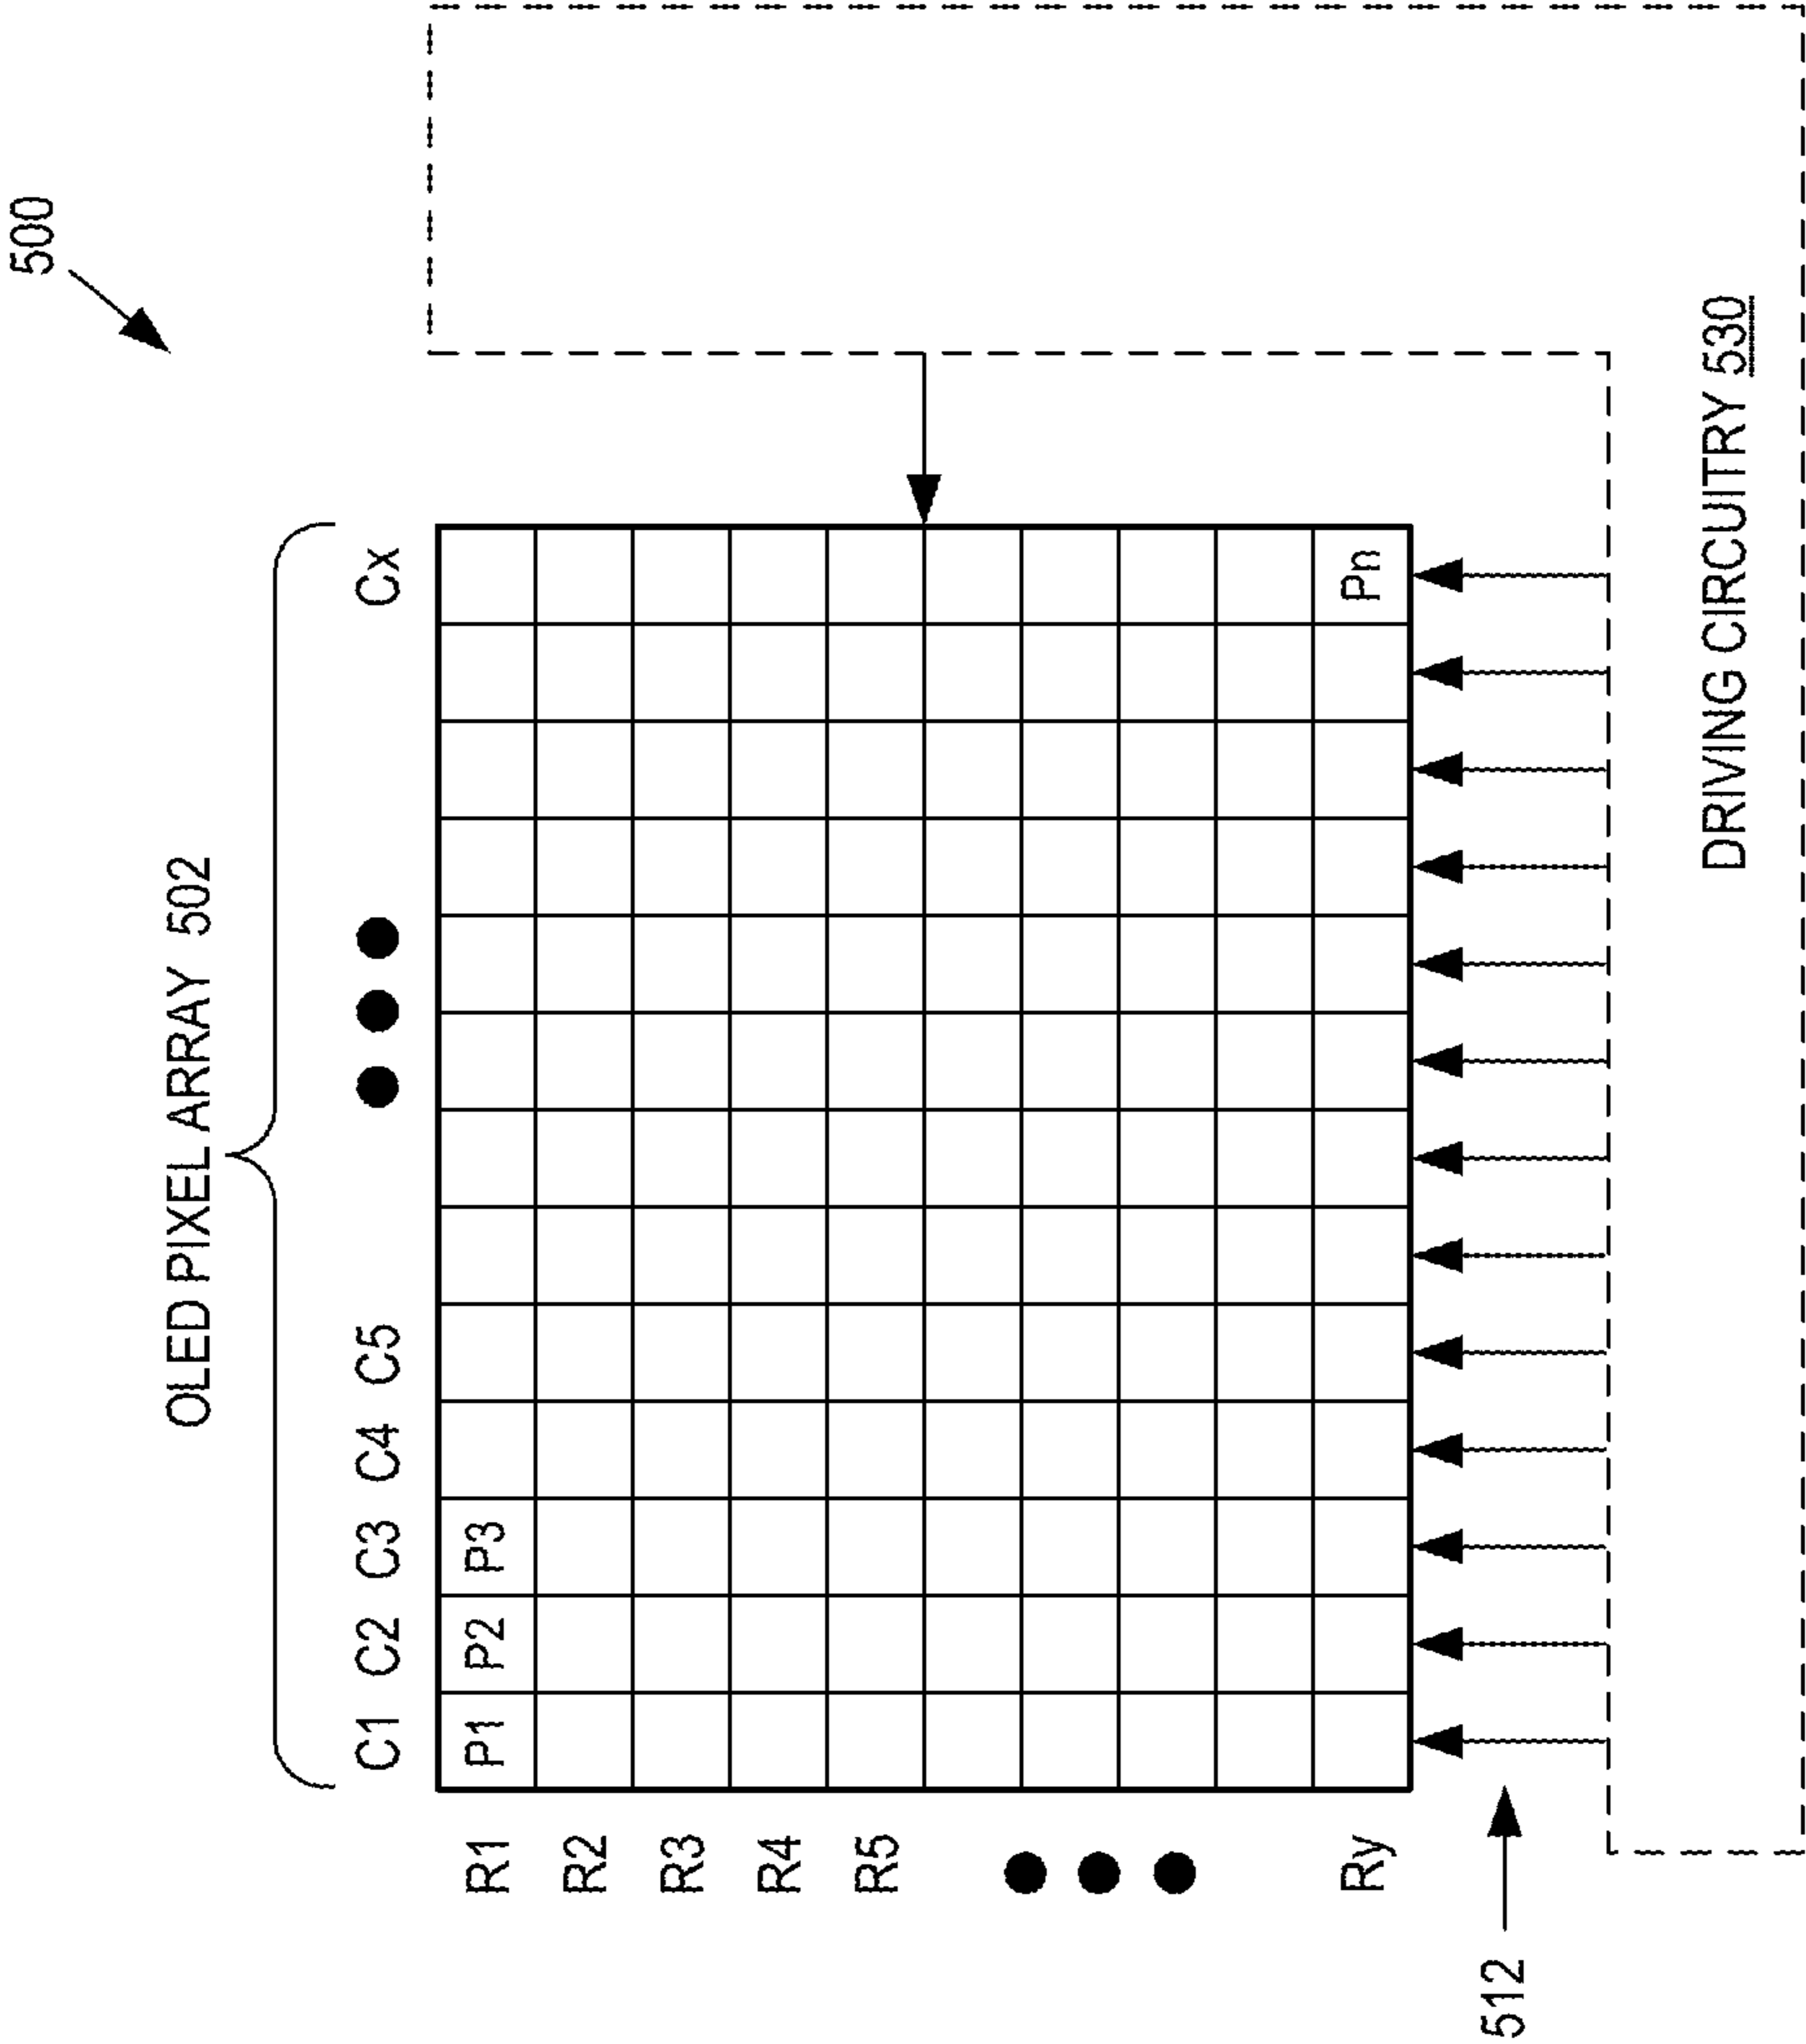 500
OLED PIXEL ARRAY 502
C1 C2 C3 C4 C5 Cx
R1 P1 P2 P3
R2
R3
R4
R5
Ry Pn
512
DRIVING CIRCUITRY 530